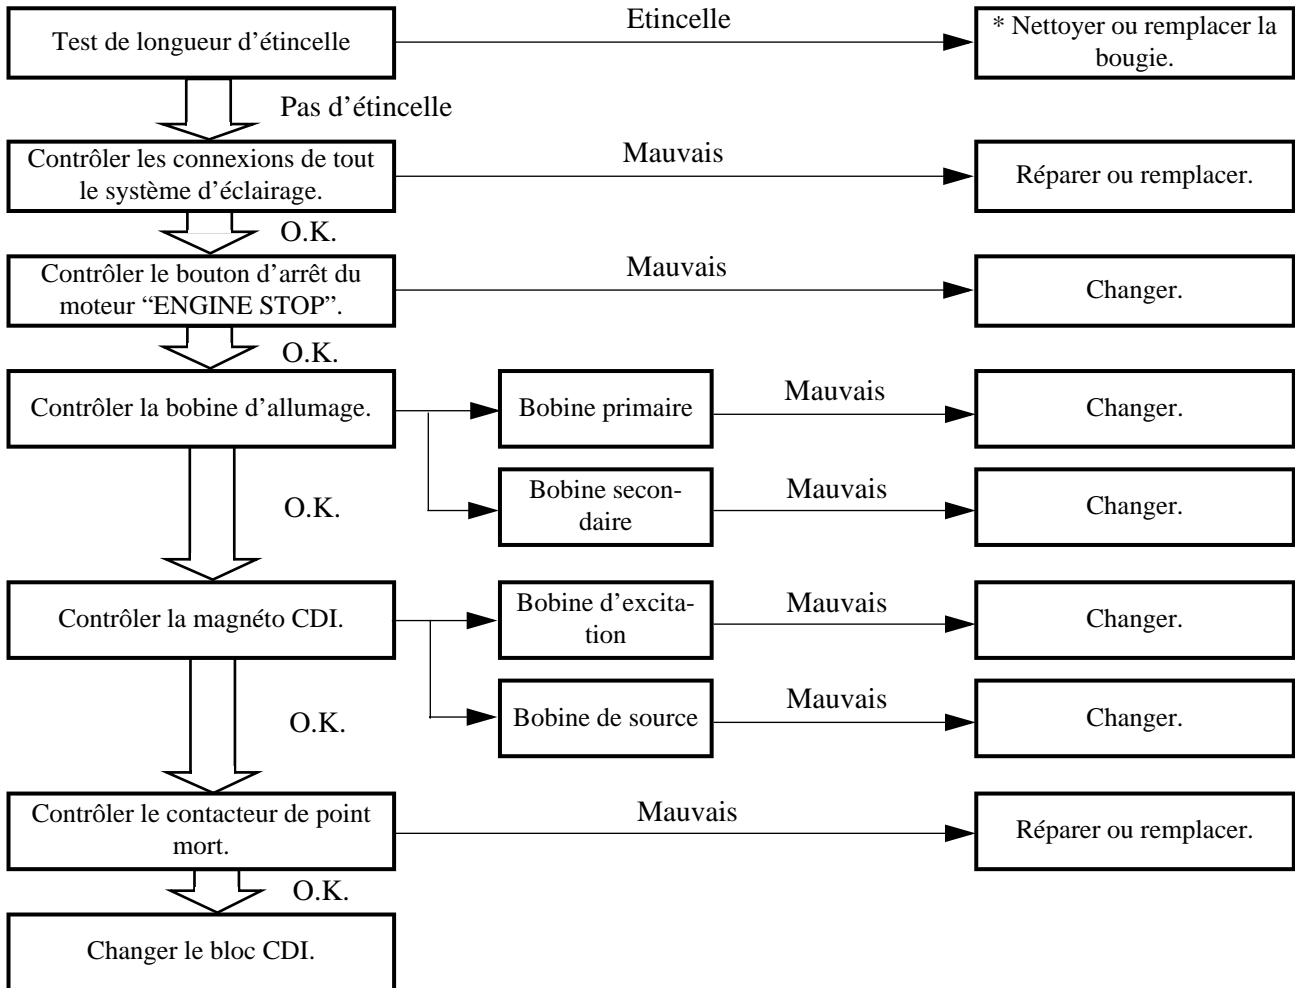 Test de longueur d’étincelle
Etincelle
* Nettoyer ou remplacer la
bougie.
Pas d’étincelle
Contrôler les connexions de tout
le système d’éclairage.
Mauvais
Réparer ou remplacer.
O.K.
Contrôler le bouton d’arrêt du
moteur “ENGINE STOP”.
Mauvais
Changer.
O.K.
Contrôler la bobine d’allumage.
Bobine primaire
Mauvais
Changer.
O.K.
Bobine secon-
daire
Mauvais
Changer.
Contrôler la magnéto CDI.
Bobine d’excita-
tion
Mauvais
Changer.
O.K.
Bobine de source
Mauvais
Changer.
Contrôler le contacteur de point
mort.
Mauvais
Réparer ou remplacer.
O.K.
Changer le bloc CDI.